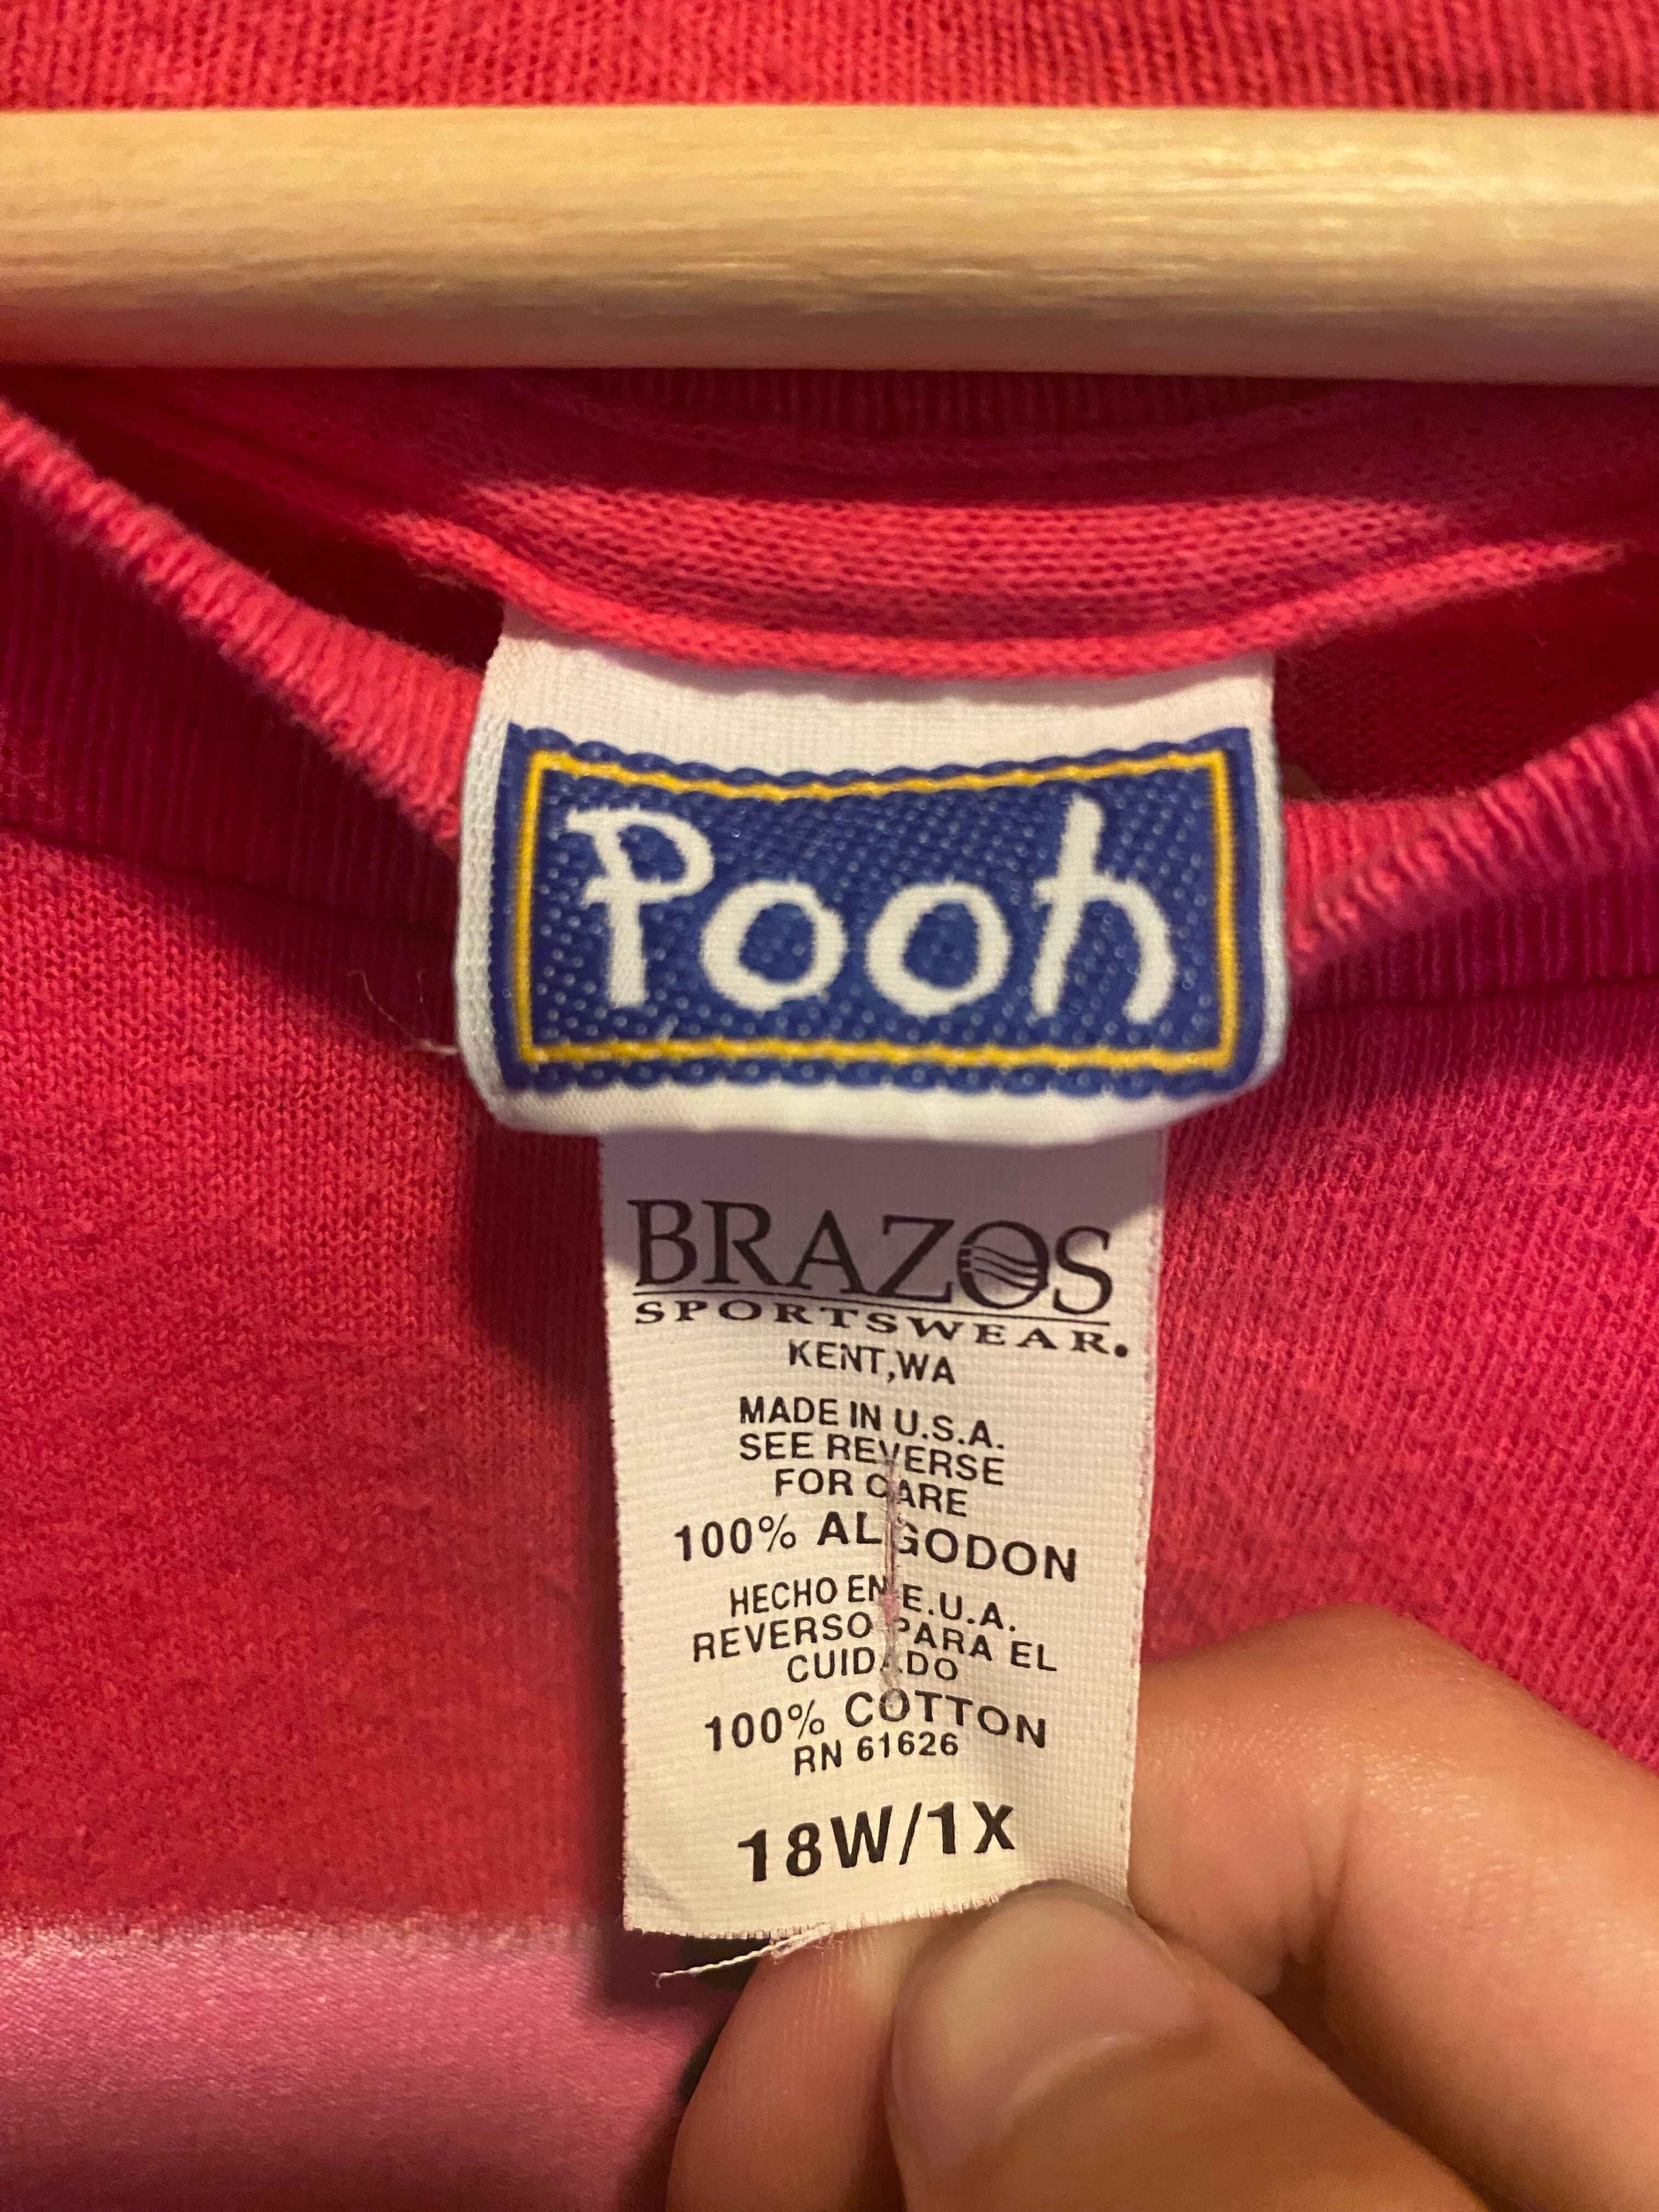 Pooh
BRAZOS
SPORTSWEAR.
KENT,WA
MADE IN U.S.A.
SEE REVERSE
FOR CARE
100% ALGODON
HECHO EN E.U.A.
REVERSO PARA EL
CUIDADO
100% COTTON
RN 61626
18W/1X